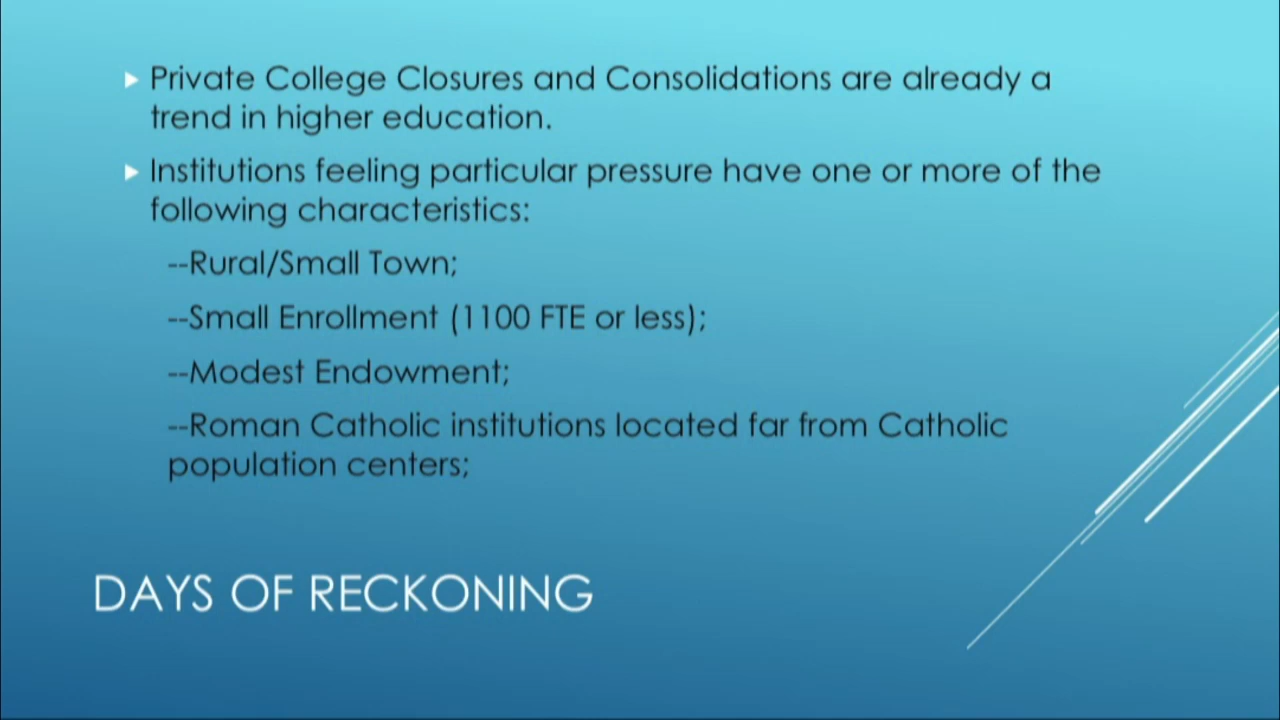 Private College Closures and Consolidations are already a
trend in higher education.
Institutions feeling particular pressure have one or more of the
following characteristics:
--Rural/Small Town;
--Small Enrollment (1100 FTE or less);
--Modest Endowment;
--Roman Catholic institutions located far from Catholic
population centers;
DAYS OF RECKONING